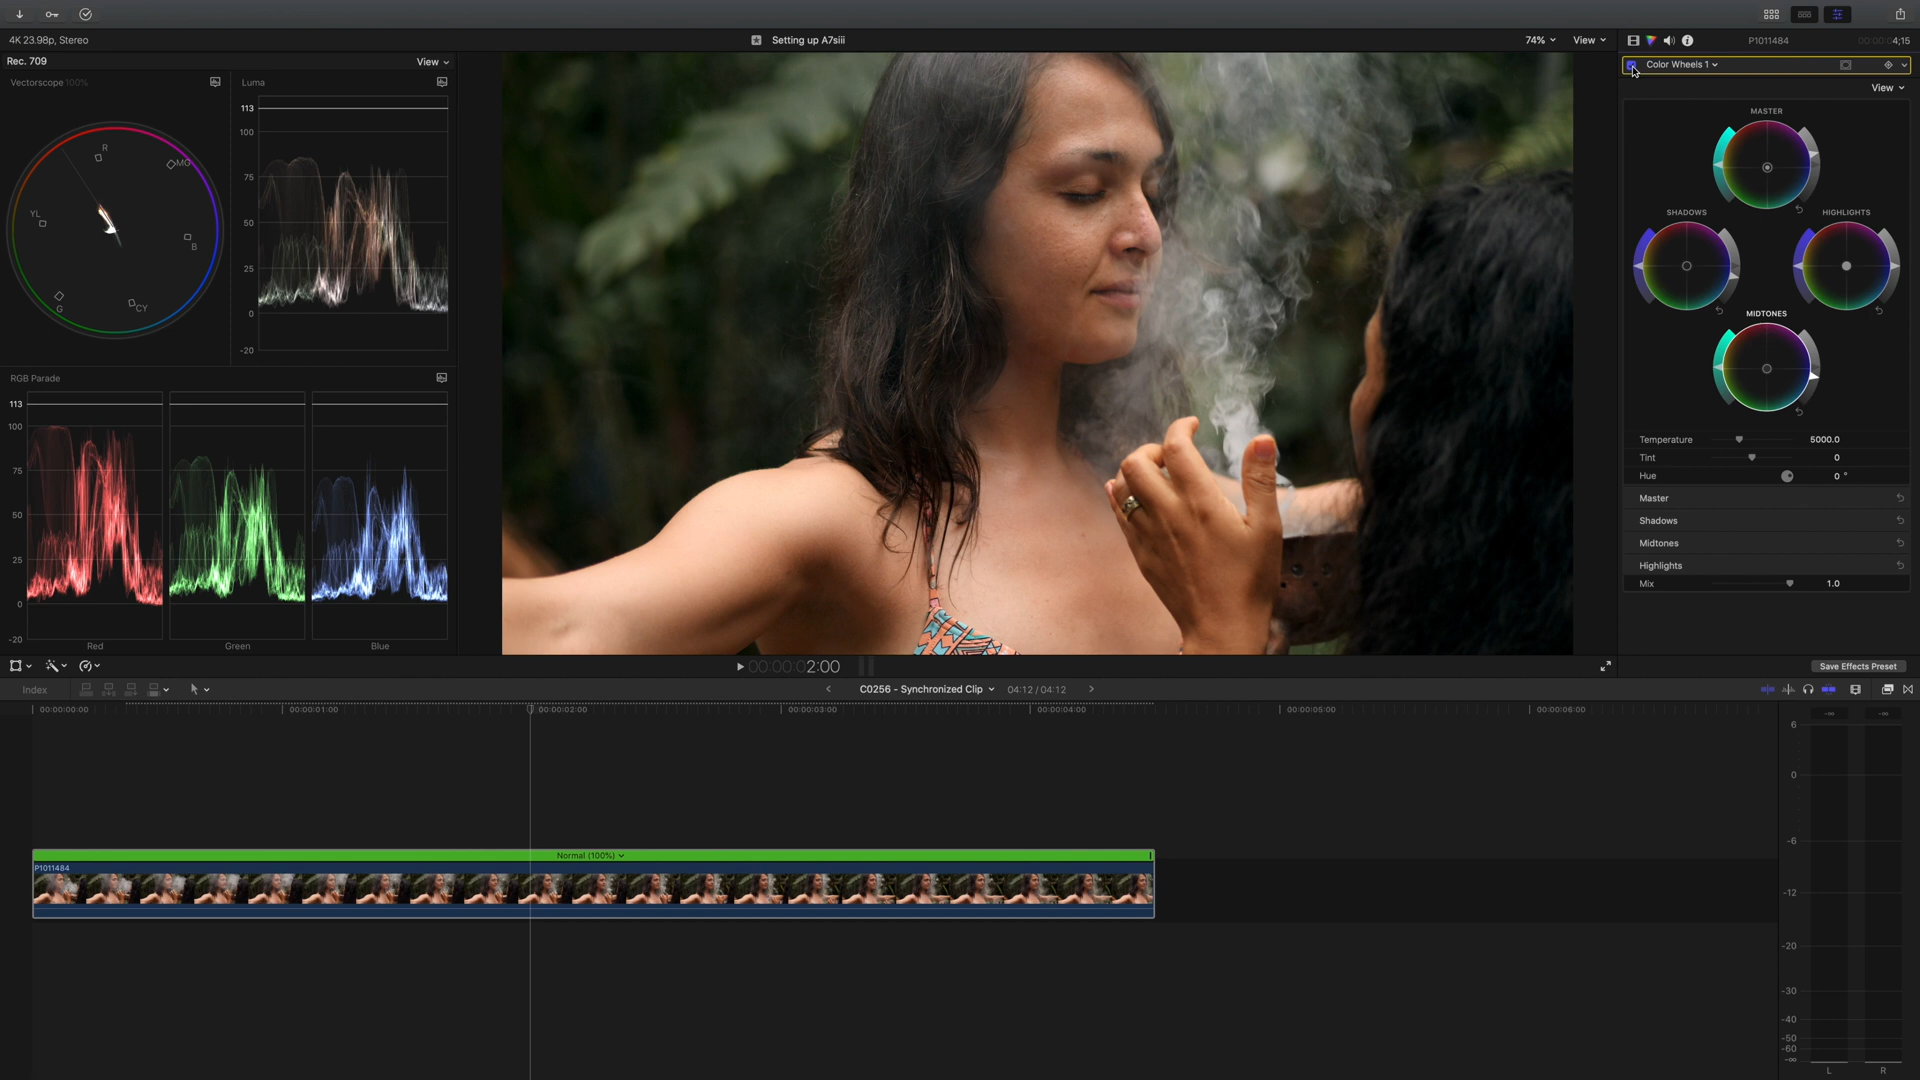 4K 23.98p, Stereo
Setting up A7siii
74%
View
P1011484
00:00:04;15
Rec. 709
View
Color Wheels 1
View
Vectorscope 100%
Luma
R
MG
B
CY
G
YL
113
100
75
50
25
0
-20
MASTER
SHADOWS
HIGHLIGHTS
MIDTONES
Temperature 5000.0
Tint 0
Hue 0 °
Master
Shadows
Midtones
Highlights
Mix 1.0
RGB Parade
113
100
75
50
25
0
-20
Red Green Blue
00:00:02:00
Save Effects Preset
Index
C0256 - Synchronized Clip
04:12 / 04:12
00:00:00:00 00:00:01:00 00:00:02:00 00:00:03:00 00:00:04:00 00:00:05:00 00:00:06:00
Normal (100%)
P1011484
-∞ -∞
6
0
-6
-12
-20
-30
-40
-50
-60
-∞
L R